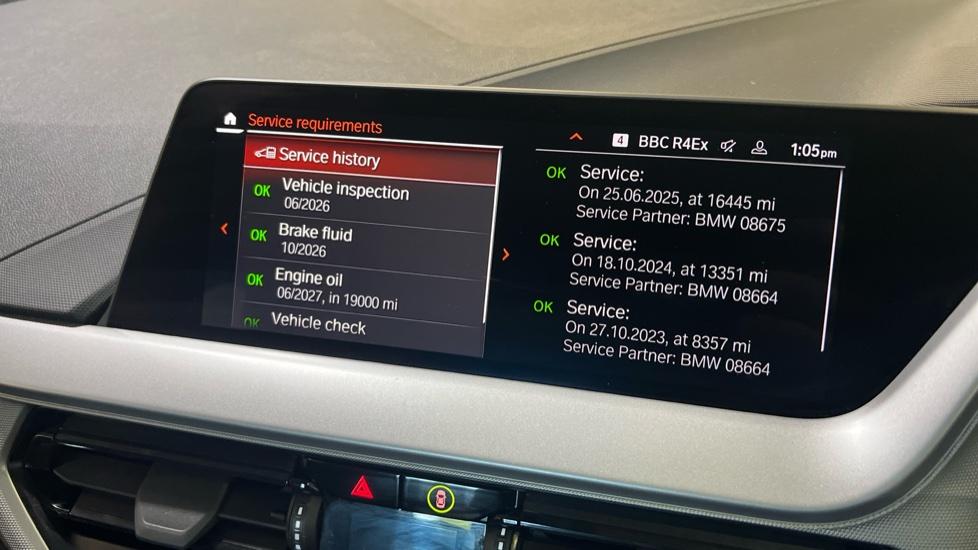 Service requirements
4 BBC R4Ex 1:05pm
Service history
OK Vehicle inspection
06/2026
OK Brake fluid
10/2026
OK Engine oil
06/2027, in 19000 mi
OK Vehicle check
OK Service:
On 25.06.2025, at 16445 mi
Service Partner: BMW 08675
OK Service:
On 18.10.2024, at 13351 mi
Service Partner: BMW 08664
OK Service:
On 27.10.2023, at 8357 mi
Service Partner: BMW 08664